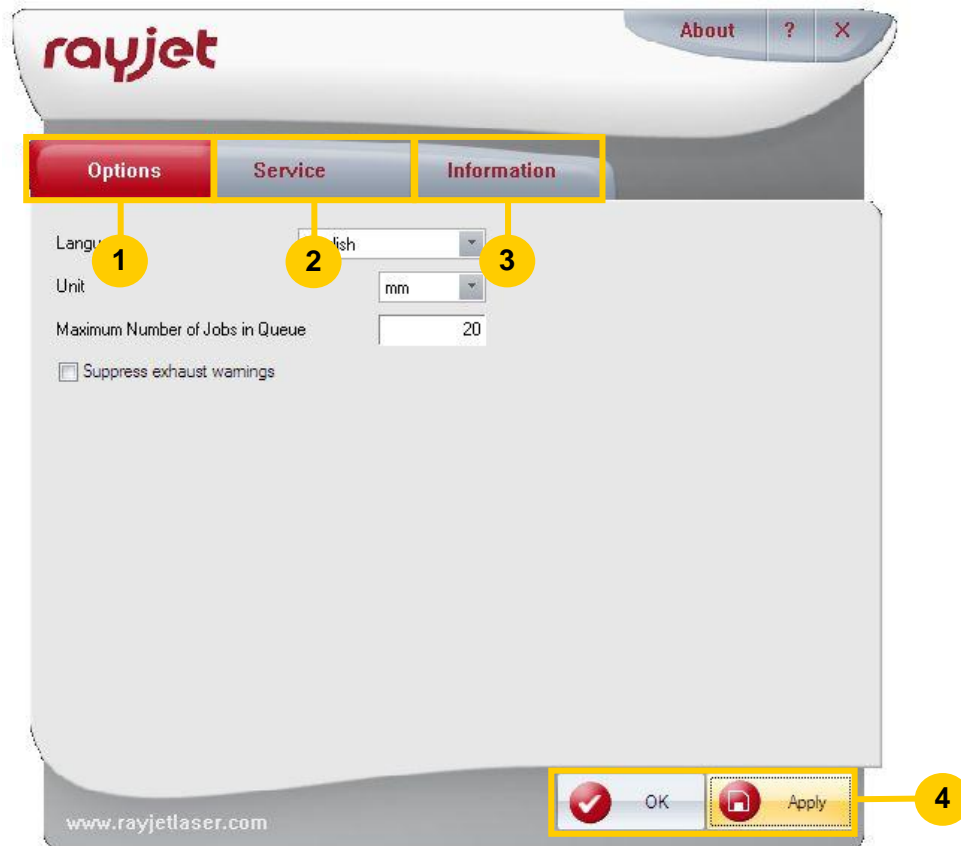 rayjet
About ? X
Options Service Information
1 2 3
Unit mm
Maximum Number of Jobs in Queue 20
Suppress exhaust warnings
OK Apply 4
www.rayjetlaser.com